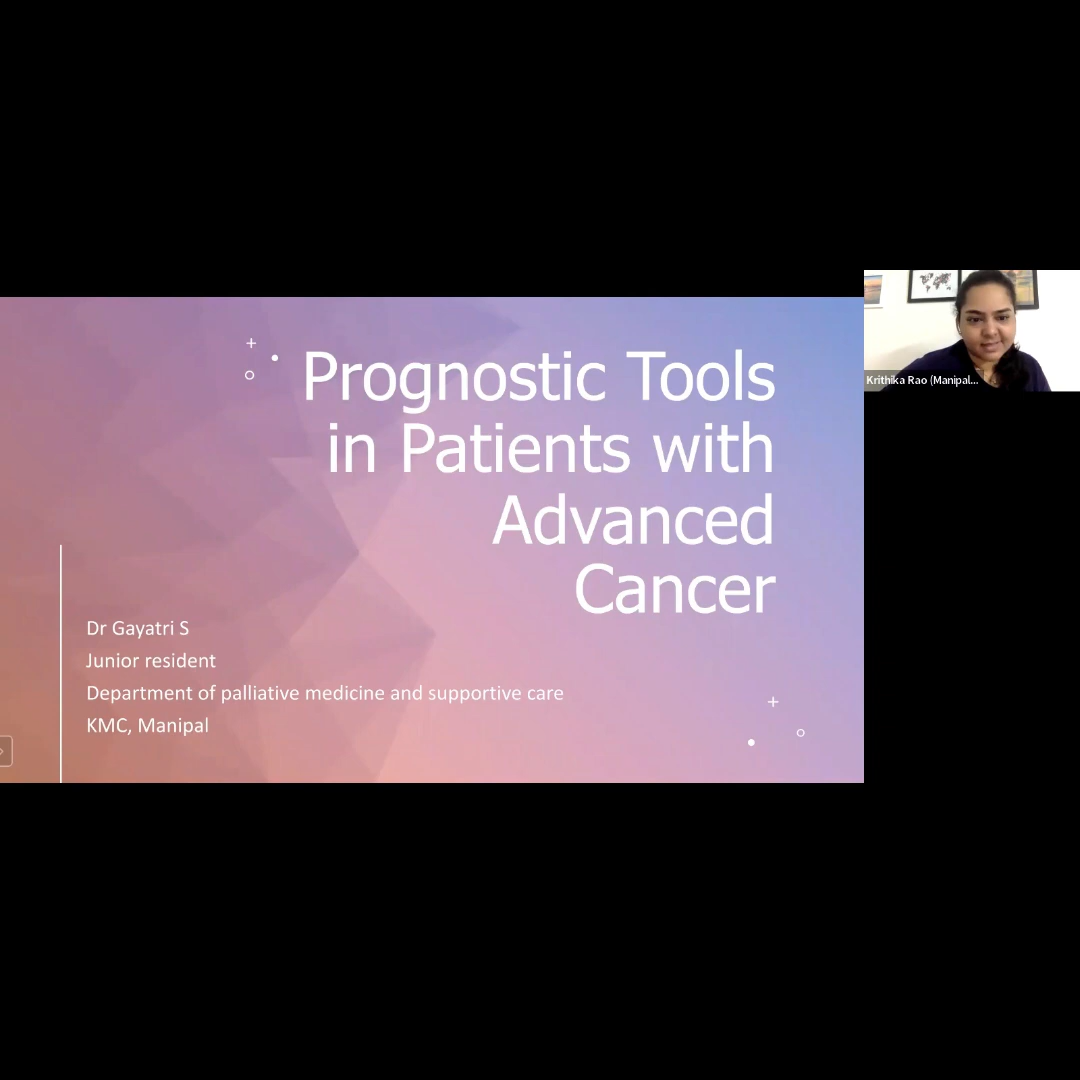 Prognostic Tools
in Patients with
Advanced
Cancer
Dr Gayatri S
Junior resident
Department of palliative medicine and supportive care
KMC, Manipal
Krithika Rao (Manipal...